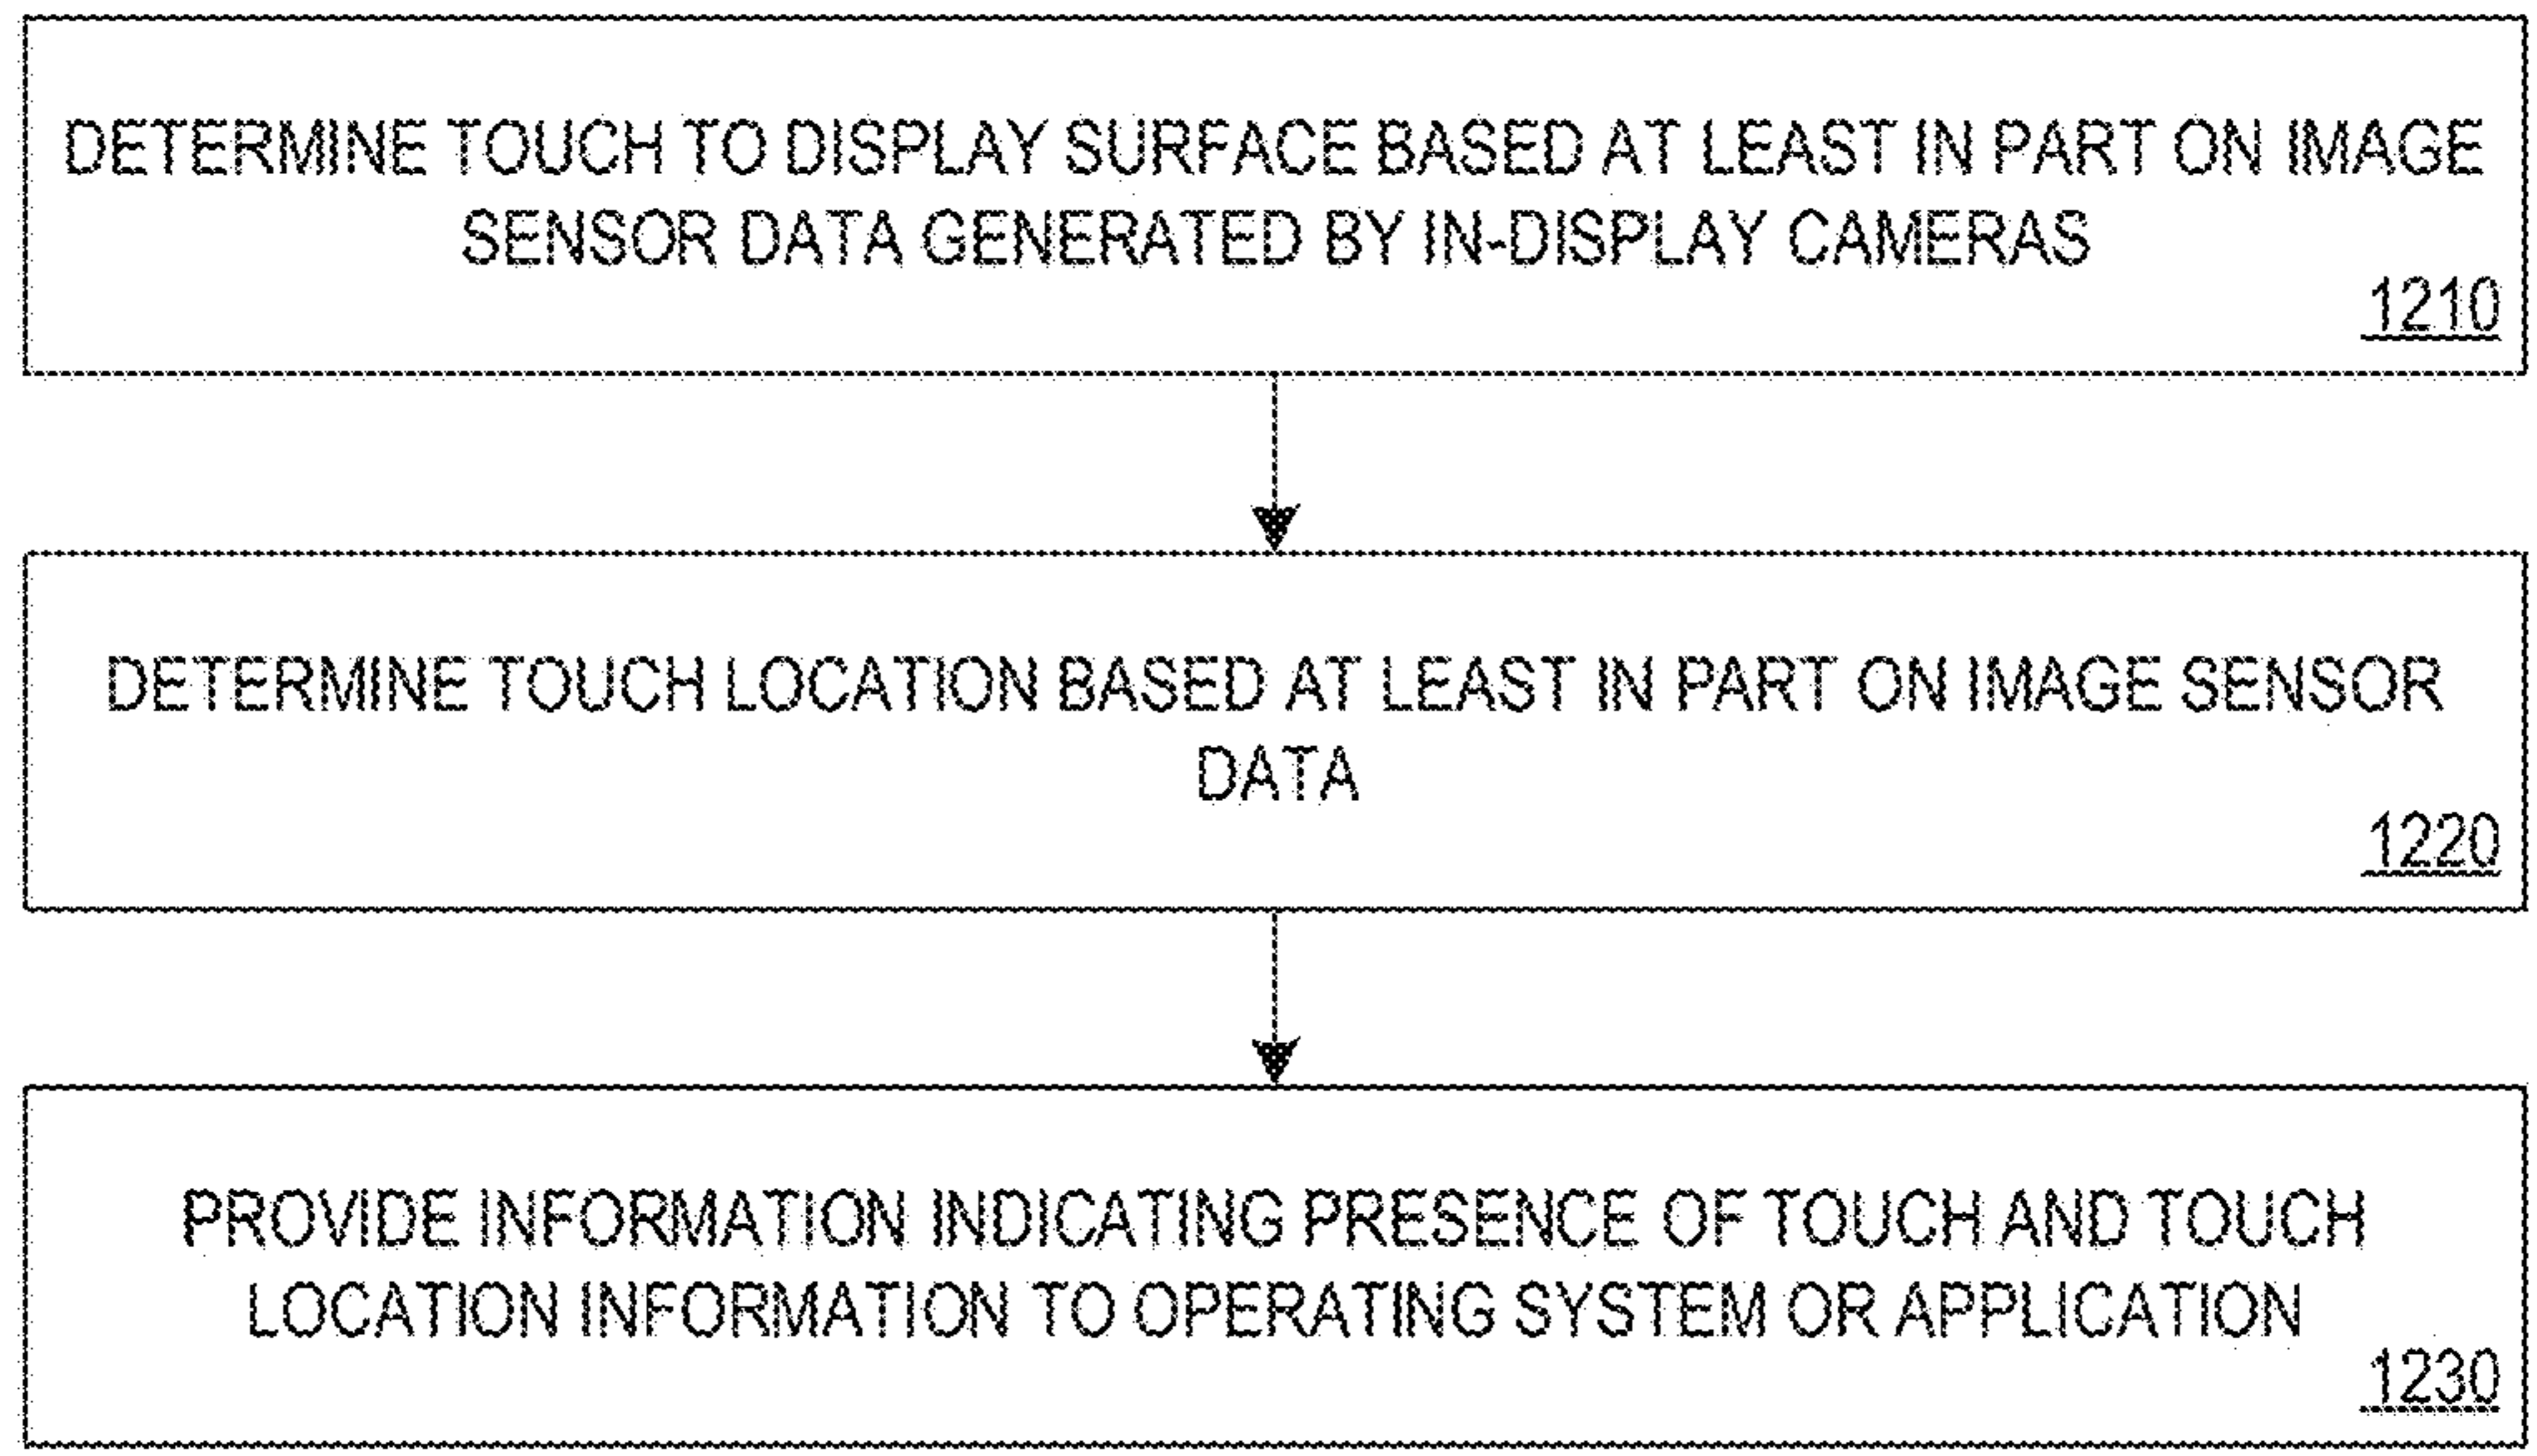 DETERMINE TOUCH TO DISPLAY SURFACE BASED AT LEAST IN PART ON IMAGE
SENSOR DATA GENERATED BY IN-DISPLAY CAMERAS
1210
DETERMINE TOUCH LOCATION BASED AT LEAST IN PART ON IMAGE SENSOR
DATA
1220
PROVIDE INFORMATION INDICATING PRESENCE OF TOUCH AND TOUCH
LOCATION INFORMATION TO OPERATING SYSTEM OR APPLICATION
1230